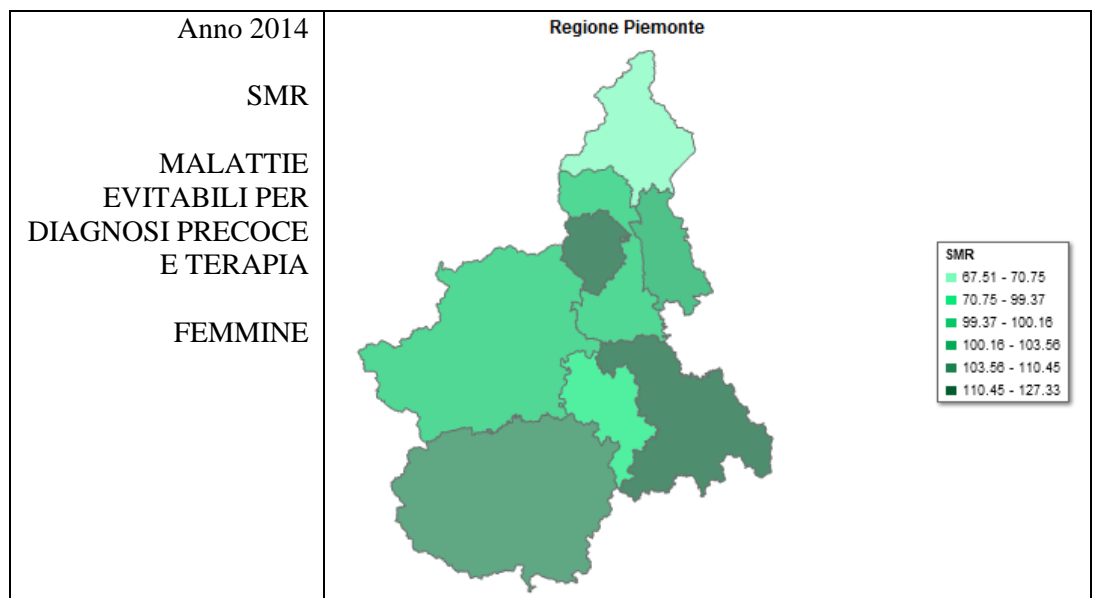 Anno 2014
SMR
MALATTIE
EVITABILI PER
DIAGNOSI PRECOCE
E TERAPIA
FEMMINE
Regione Piemonte
SMR
67.51 - 70.75
70.75 - 99.37
99.37 - 100.16
100.16 - 103.56
103.56 - 110.45
110.45 - 127.33